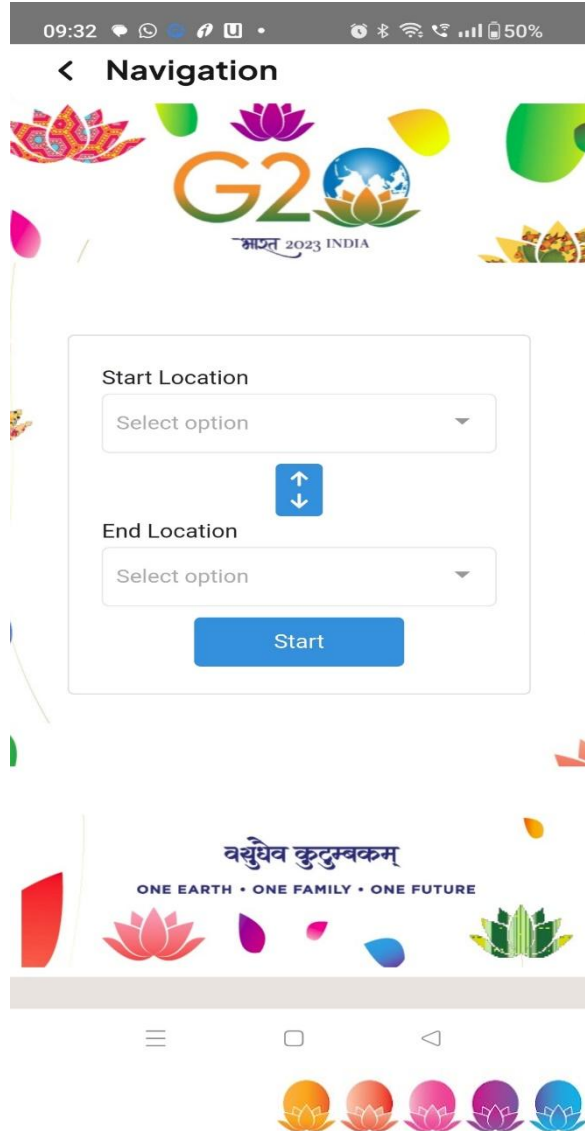 09:32 50%
Navigation
G20
भारत 2023 INDIA
Start Location
Select option
End Location
Select option
Start
वसुधैव कुटुम्बकम्
ONE EARTH • ONE FAMILY • ONE FUTURE